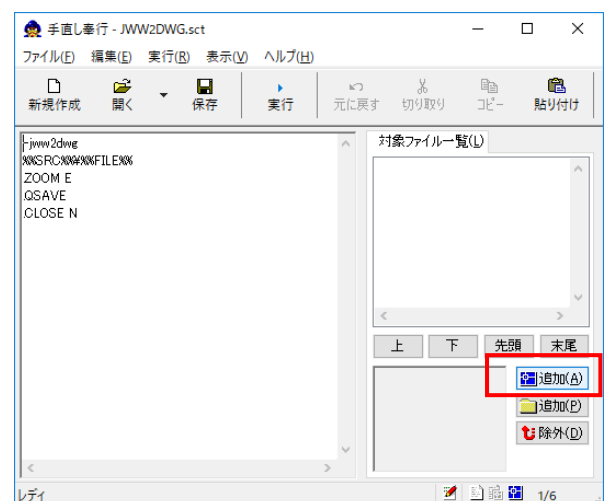 手直し奉行 - JWW2DWG.sct
ファイル(F) 編集(E) 実行(R) 表示(V) ヘルプ(H)
新規作成 開く 保存 実行 元に戻す 切り取り コピー 貼り付け
-jww2dwg
%%SRC%%¥%%FILE%%
ZOOM E
QSAVE
CLOSE N
対象ファイル一覧(L)
上 下 先頭 末尾
追加(A)
追加(P)
除外(D)
レディ 1/6